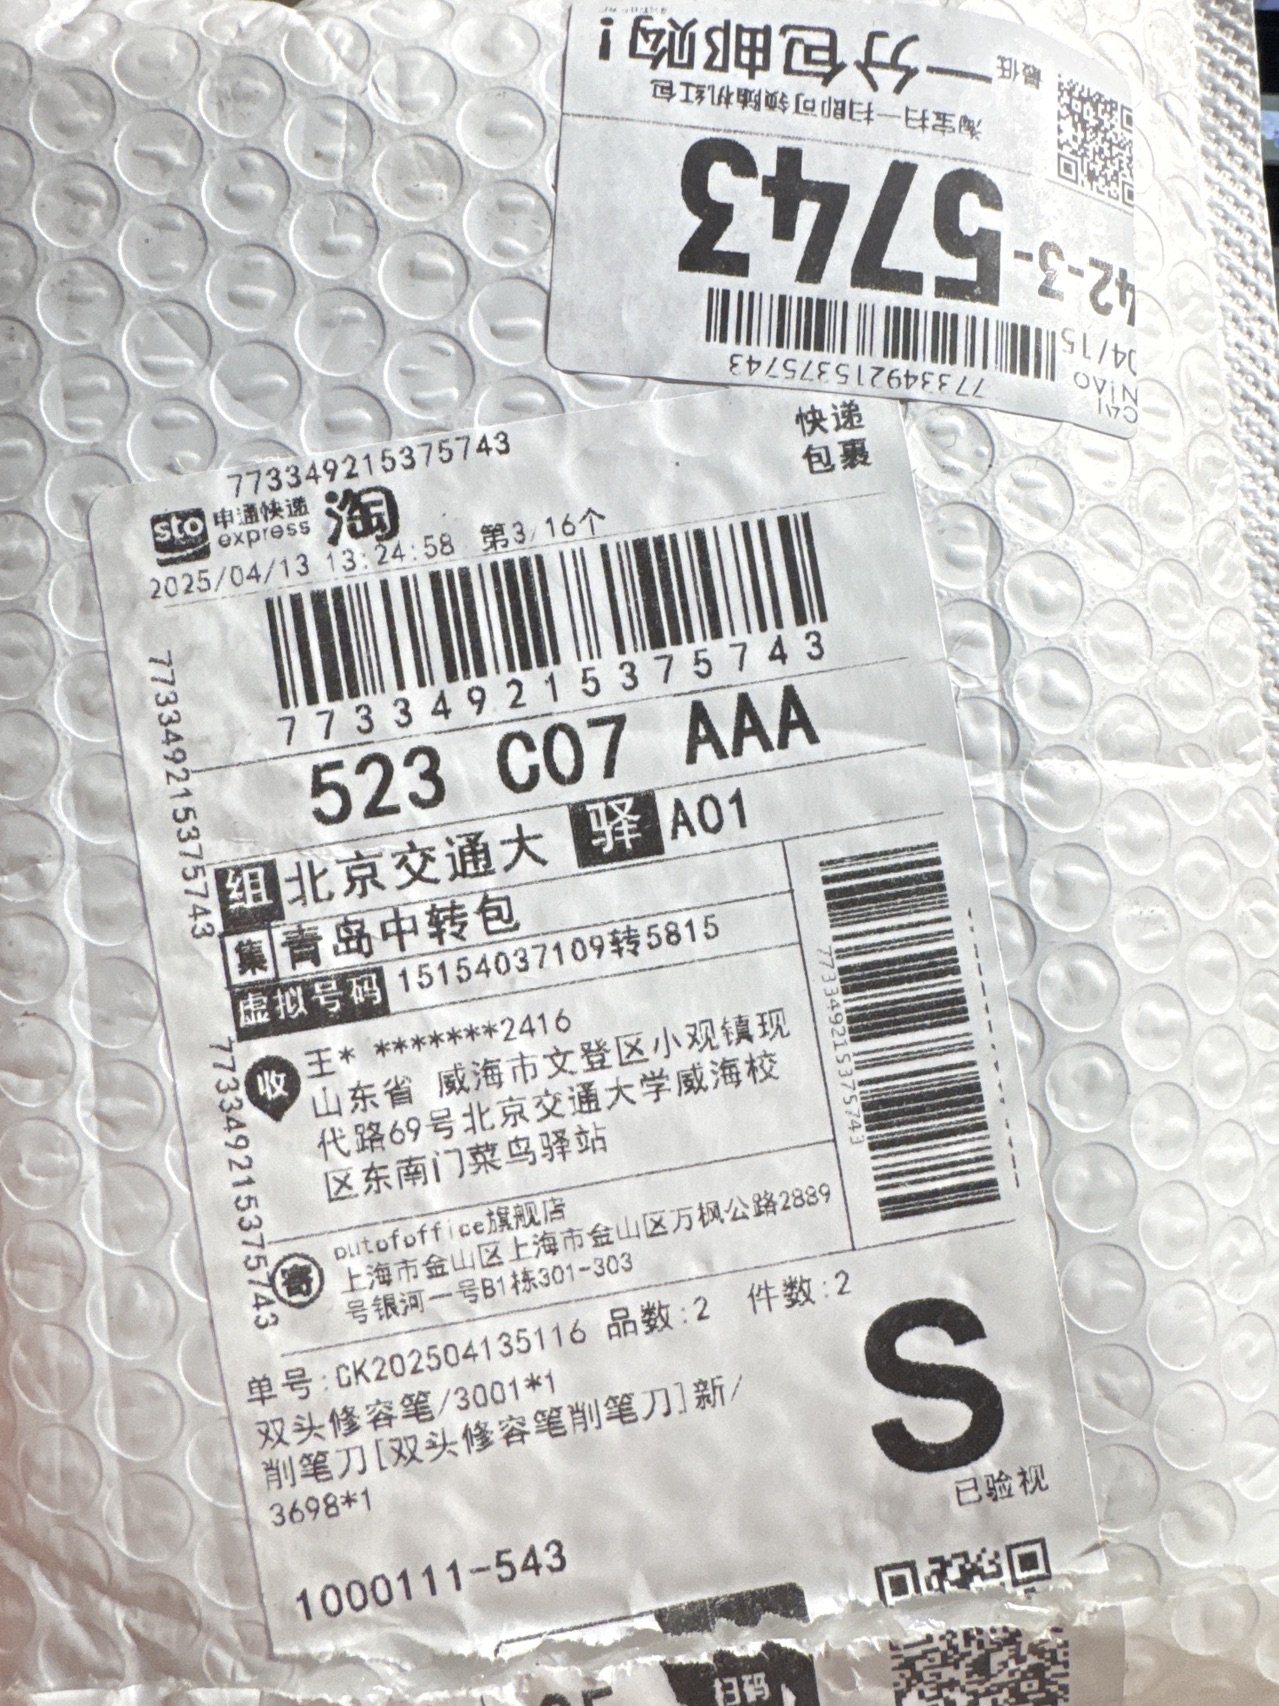 最低一分包邮购!
淘宝扫一扫即可领随机红包
42-3-5743
04/15
773349215375743
CAI
NIAO
773349215375743
快递
包裹
sto 申通快递
express
淘
2025/04/13 13:24:58 第3/16个
773349215375743
773349215375743
523 C07 AAA
组 北京交通大 驿 A01
集 青岛中转包
虚拟号码 15154037109转5815
773349215375743
773349215375743
收 王* *******2416
山东省 威海市文登区小观镇现
代路69号北京交通大学威海校
区东南门菜鸟驿站
寄 outofoffice旗舰店
上海市金山区上海市金山区万枫公路2889
号银河一号B1栋301-303
单号:CK202504135116 品数:2 件数:2
双头修容笔/3001*1
削笔刀[双头修容笔削笔刀]新/
3698*1
S
已验视
1000111-543
扫码